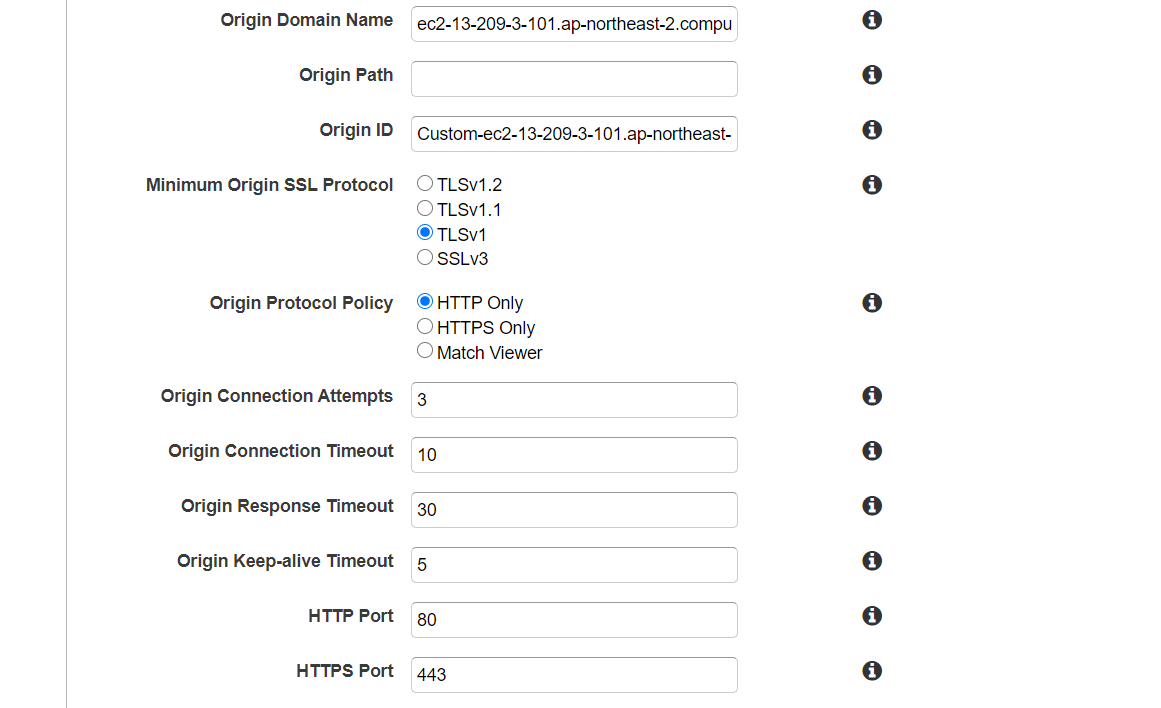 Origin Domain Name ec2-13-209-3-101.ap-northeast-2.compu
Origin Path
Origin ID Custom-ec2-13-209-3-101.ap-northeast-
Minimum Origin SSL Protocol TLSv1.2
TLSv1.1
TLSv1
SSLv3
Origin Protocol Policy HTTP Only
HTTPS Only
Match Viewer
Origin Connection Attempts 3
Origin Connection Timeout 10
Origin Response Timeout 30
Origin Keep-alive Timeout 5
HTTP Port 80
HTTPS Port 443